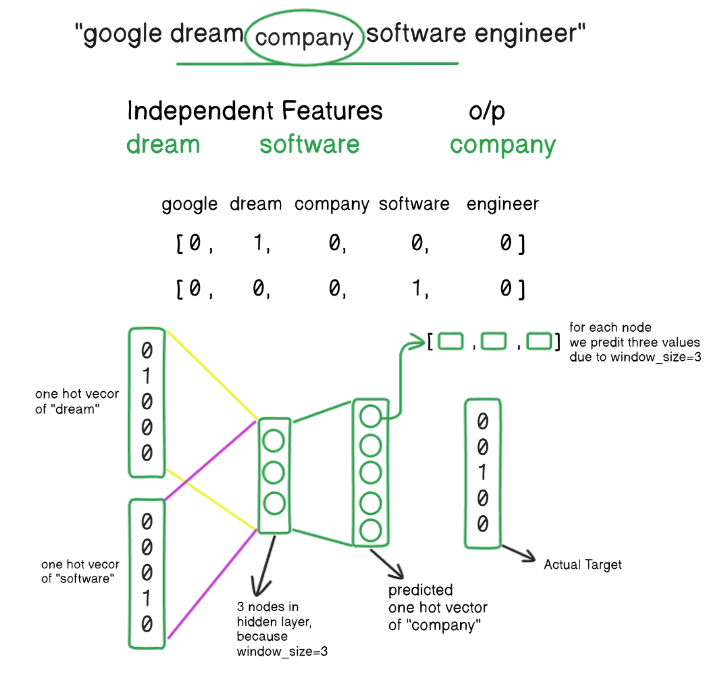 "google dream company software engineer"
Independent Features o/p
dream software company
google dream company software engineer
[ 0, 1, 0, 0, 0 ]
[ 0, 0, 0, 1, 0 ]
[ , , ]
for each node
we predit three values
due to window_size=3
one hot vecor
of "dream"
0
1
0
0
0
one hot vecor
of "software"
0
0
0
1
0
0
0
1
0
0
3 nodes in
hidden layer,
because
window_size=3
predicted
one hot vector
of "company"
Actual Target